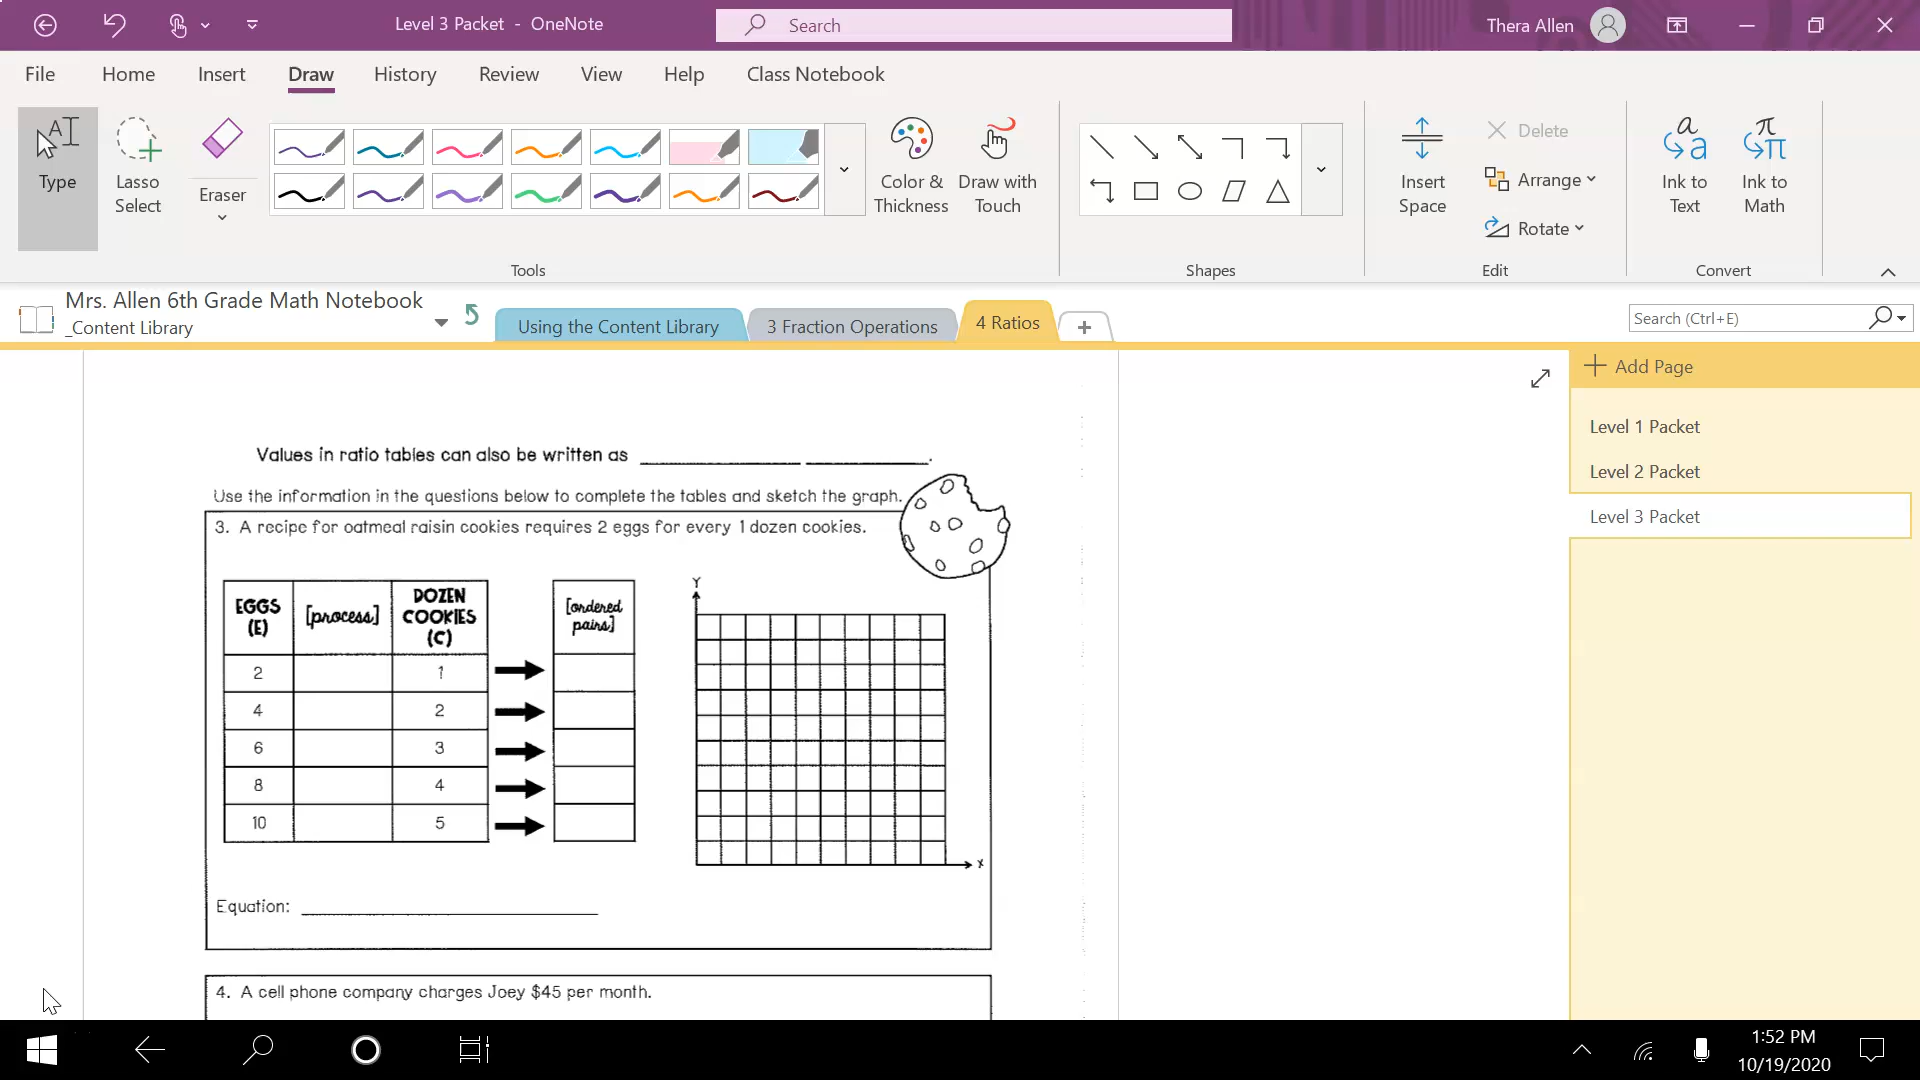 Level 3 Packet - OneNote
Search
Thera Allen
File Home Insert Draw History Review View Help Class Notebook
Type
Lasso Select
Eraser
Color & Thickness
Draw with Touch
Insert Space
Delete
Arrange
Rotate
Ink to Text
Ink to Math
Tools
Shapes
Edit
Convert
Mrs. Allen 6th Grade Math Notebook
_Content Library
Using the Content Library
3 Fraction Operations
4 Ratios
Search (Ctrl+E)
Add Page
Level 1 Packet
Level 2 Packet
Level 3 Packet
Values in ratio tables can also be written as ____________ _________.
Use the information in the questions below to complete the tables and sketch the graph.
3. A recipe for oatmeal raisin cookies requires 2 eggs for every 1 dozen cookies.
EGGS (E) [process] DOZEN COOKIES (C) [ordered pairs]
2 1
4 2
6 3
8 4
10 5
Y
X
Equation: ____________________
4. A cell phone company charges Joey $45 per month.
1:52 PM
10/19/2020